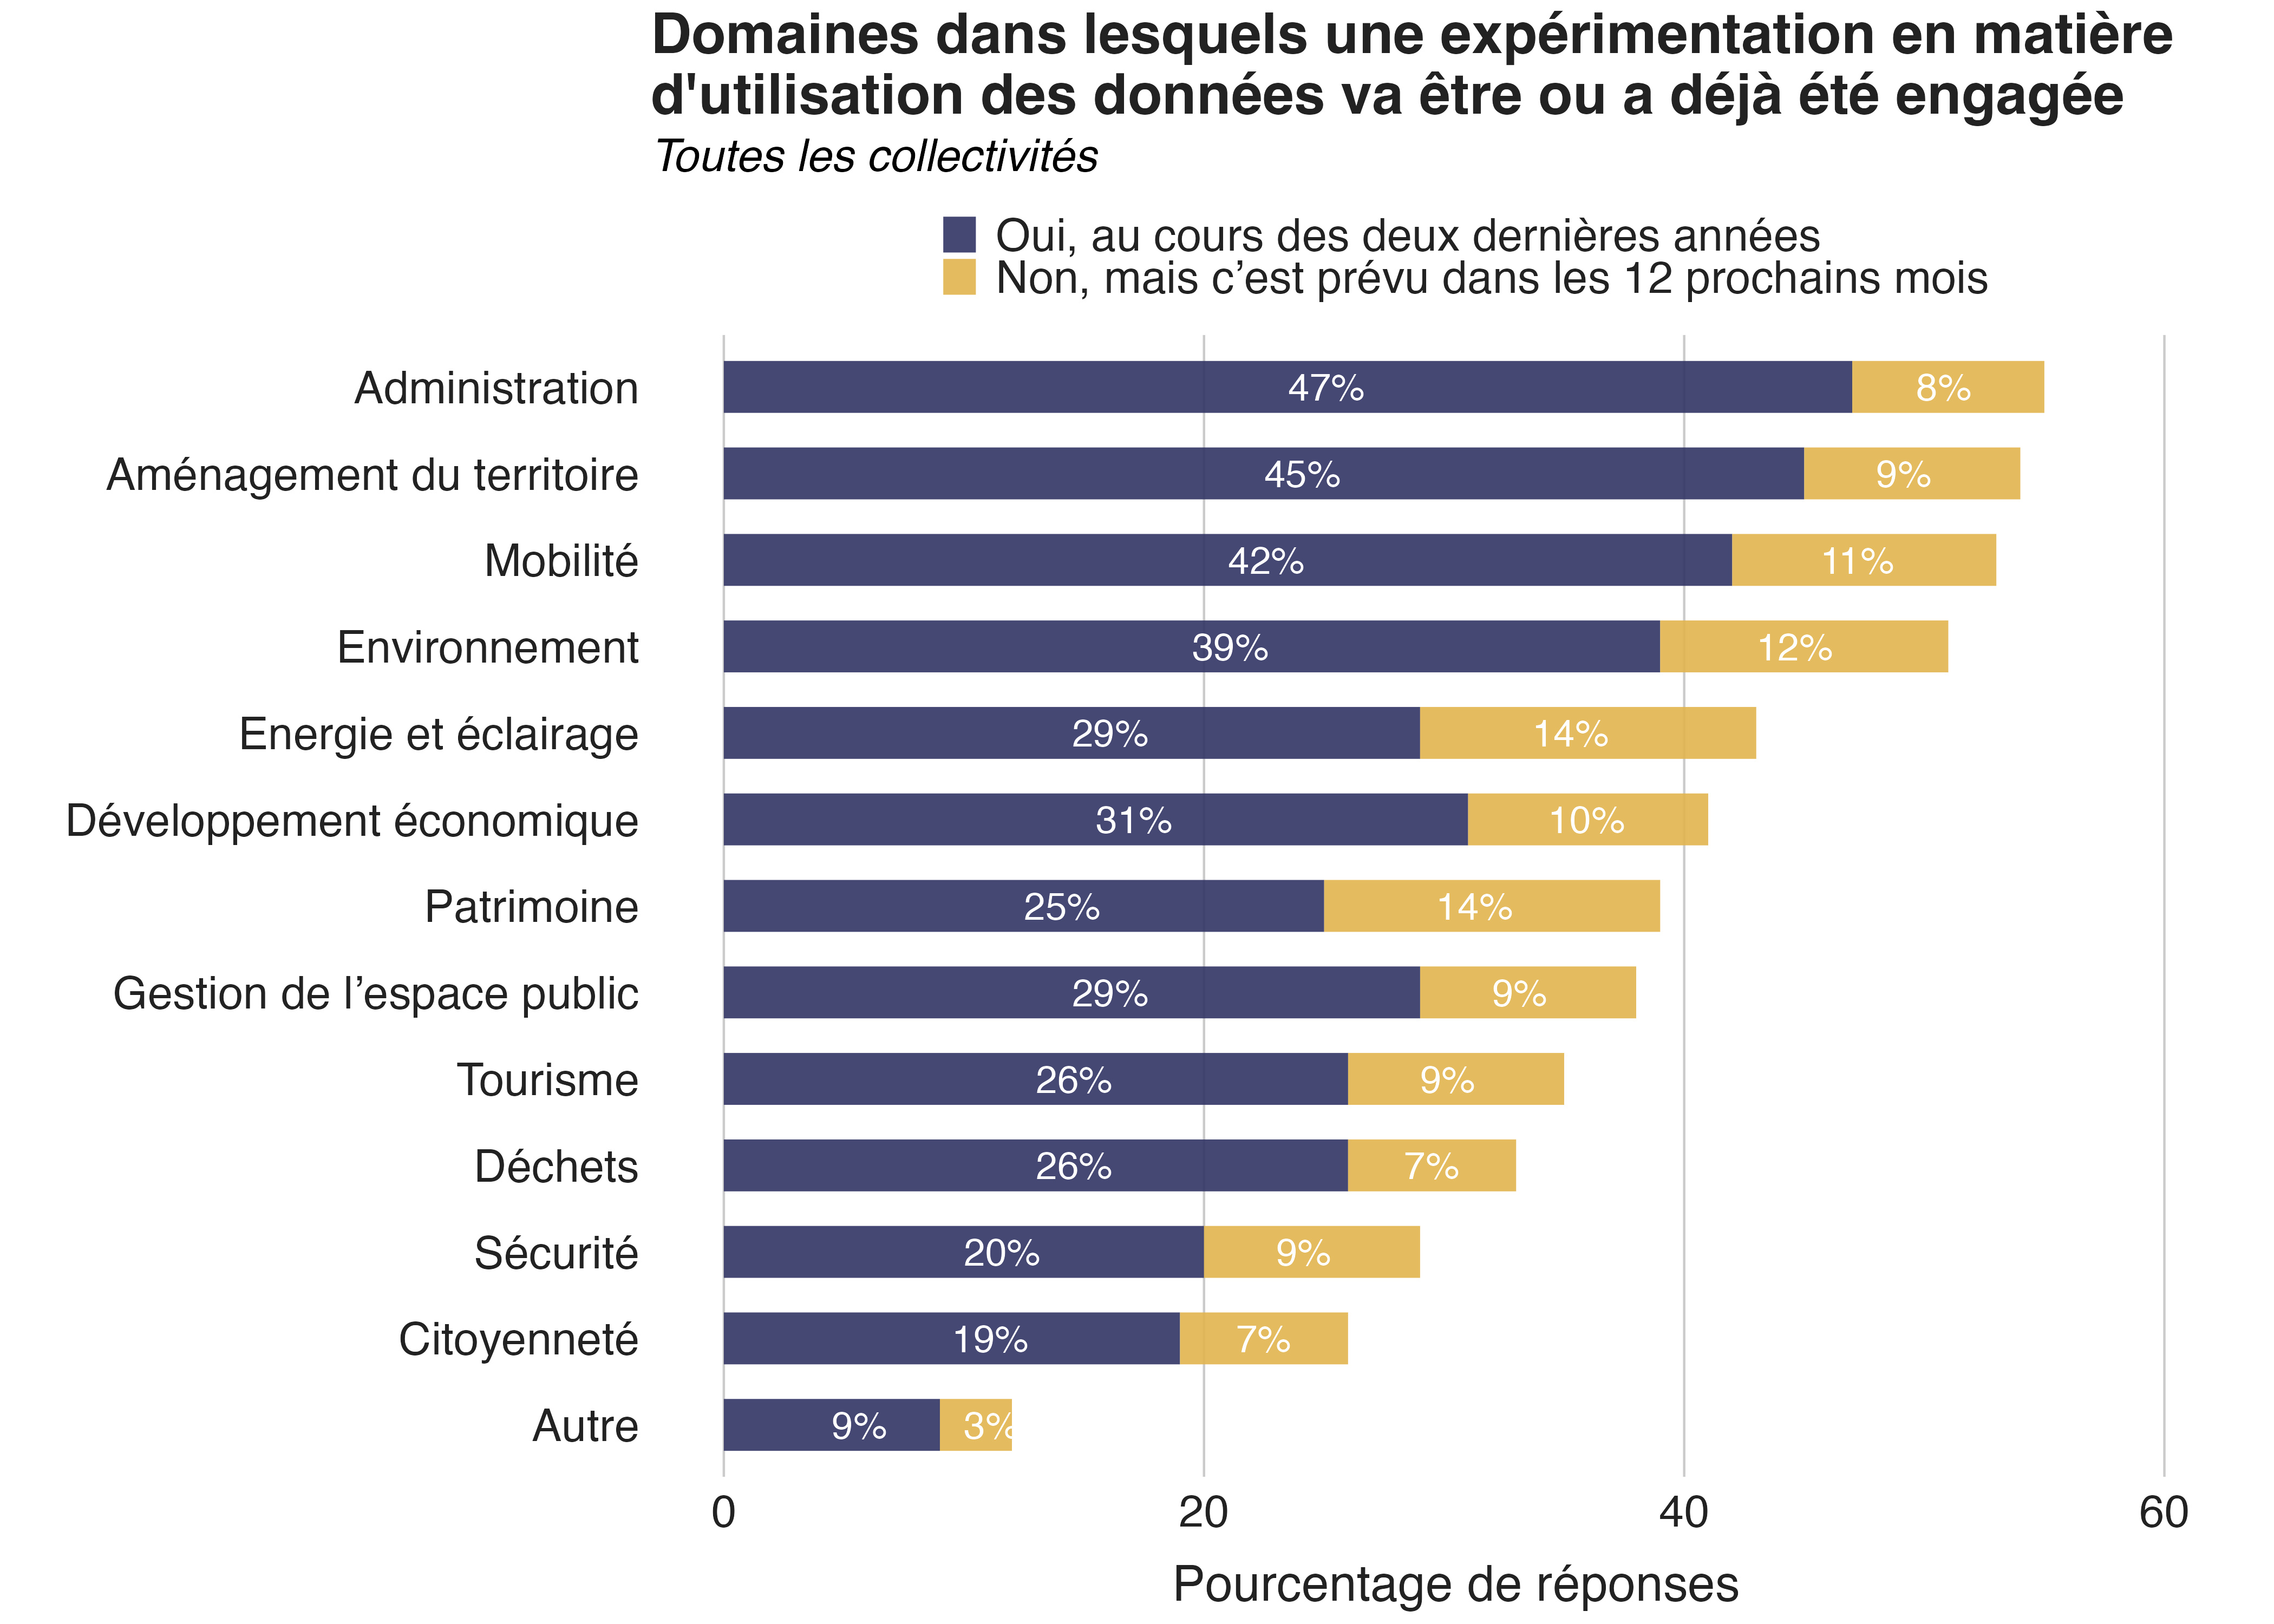 Domaines dans lesquels une expérimentation en matière
d'utilisation des données va être ou a déjà été engagée
Toutes les collectivités
Oui, au cours des deux dernières années
Non, mais c’est prévu dans les 12 prochains mois
Administration 47% 8%
Aménagement du territoire 45% 9%
Mobilité 42% 11%
Environnement 39% 12%
Energie et éclairage 29% 14%
Développement économique 31% 10%
Patrimoine 25% 14%
Gestion de l’espace public 29% 9%
Tourisme 26% 9%
Déchets 26% 7%
Sécurité 20% 9%
Citoyenneté 19% 7%
Autre 9% 3%
0 20 40 60
Pourcentage de réponses